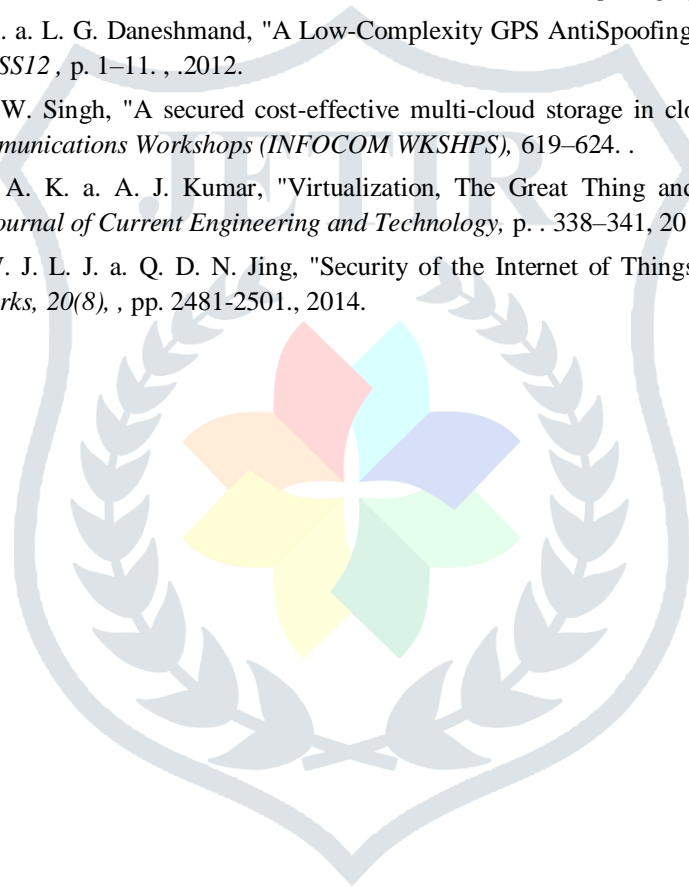 . a. L. G. Daneshmand, "A Low-Complexity GPS AntiSpoofing
SS12 , p. 1–11. , .2012.
W. Singh, "A secured cost-effective multi-cloud storage in clo
munications Workshops (INFOCOM WKSHPS), 619–624. .
A. K. a. A. J. Kumar, "Virtualization, The Great Thing and
ournal of Current Engineering and Technology, p. . 338–341, 20
. J. L. J. a. Q. D. N. Jing, "Security of the Internet of Things
rks, 20(8), , pp. 2481-2501., 2014.
JETIR